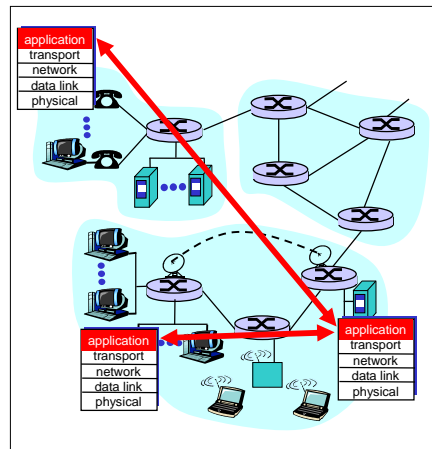 application
transport
network
data link
physical
application
transport
network
data link
physical
application
transport
network
data link
physical